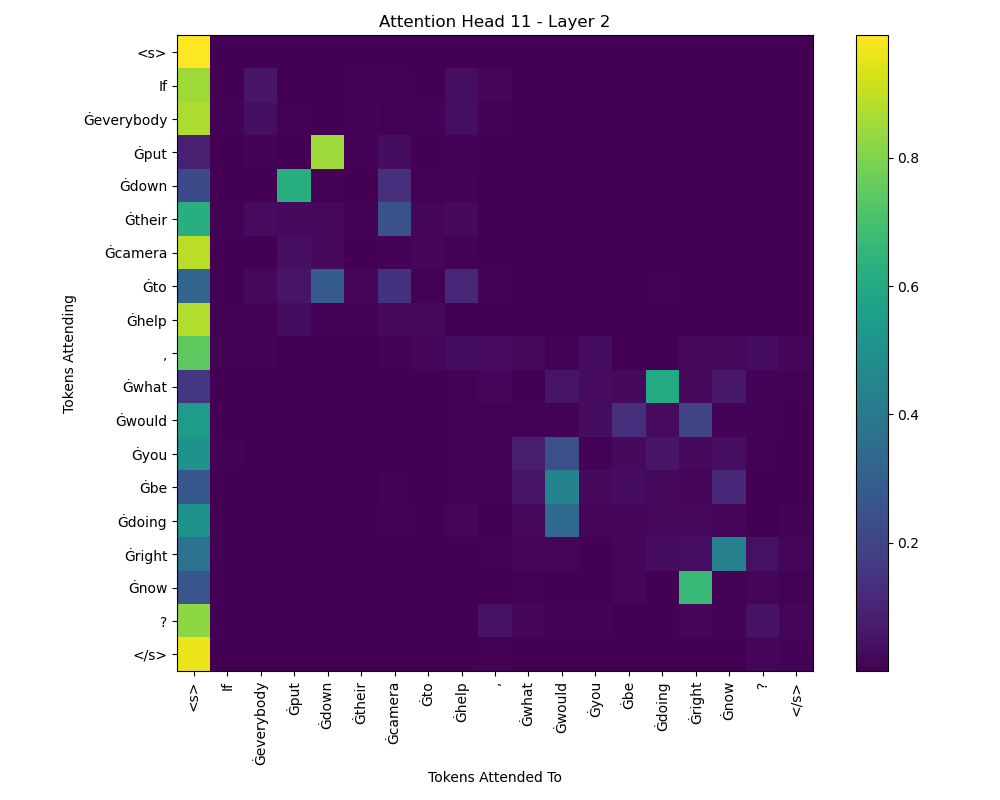 Attention Head 11 - Layer 2
Tokens Attending
<s>
If
Ġeverybody
Ġput
Ġdown
Ġtheir
Ġcamera
Ġto
Ġhelp
,
Ġwhat
Ġwould
Ġyou
Ġbe
Ġdoing
Ġright
Ġnow
?
</s>
0.8
0.6
0.4
0.2
<s>
If
Ġeverybody
Ġput
Ġdown
Ġtheir
Ġcamera
Ġto
Ġhelp
,
Ġwhat
Ġwould
Ġyou
Ġbe
Ġdoing
Ġright
Ġnow
?
</s>
Tokens Attended To